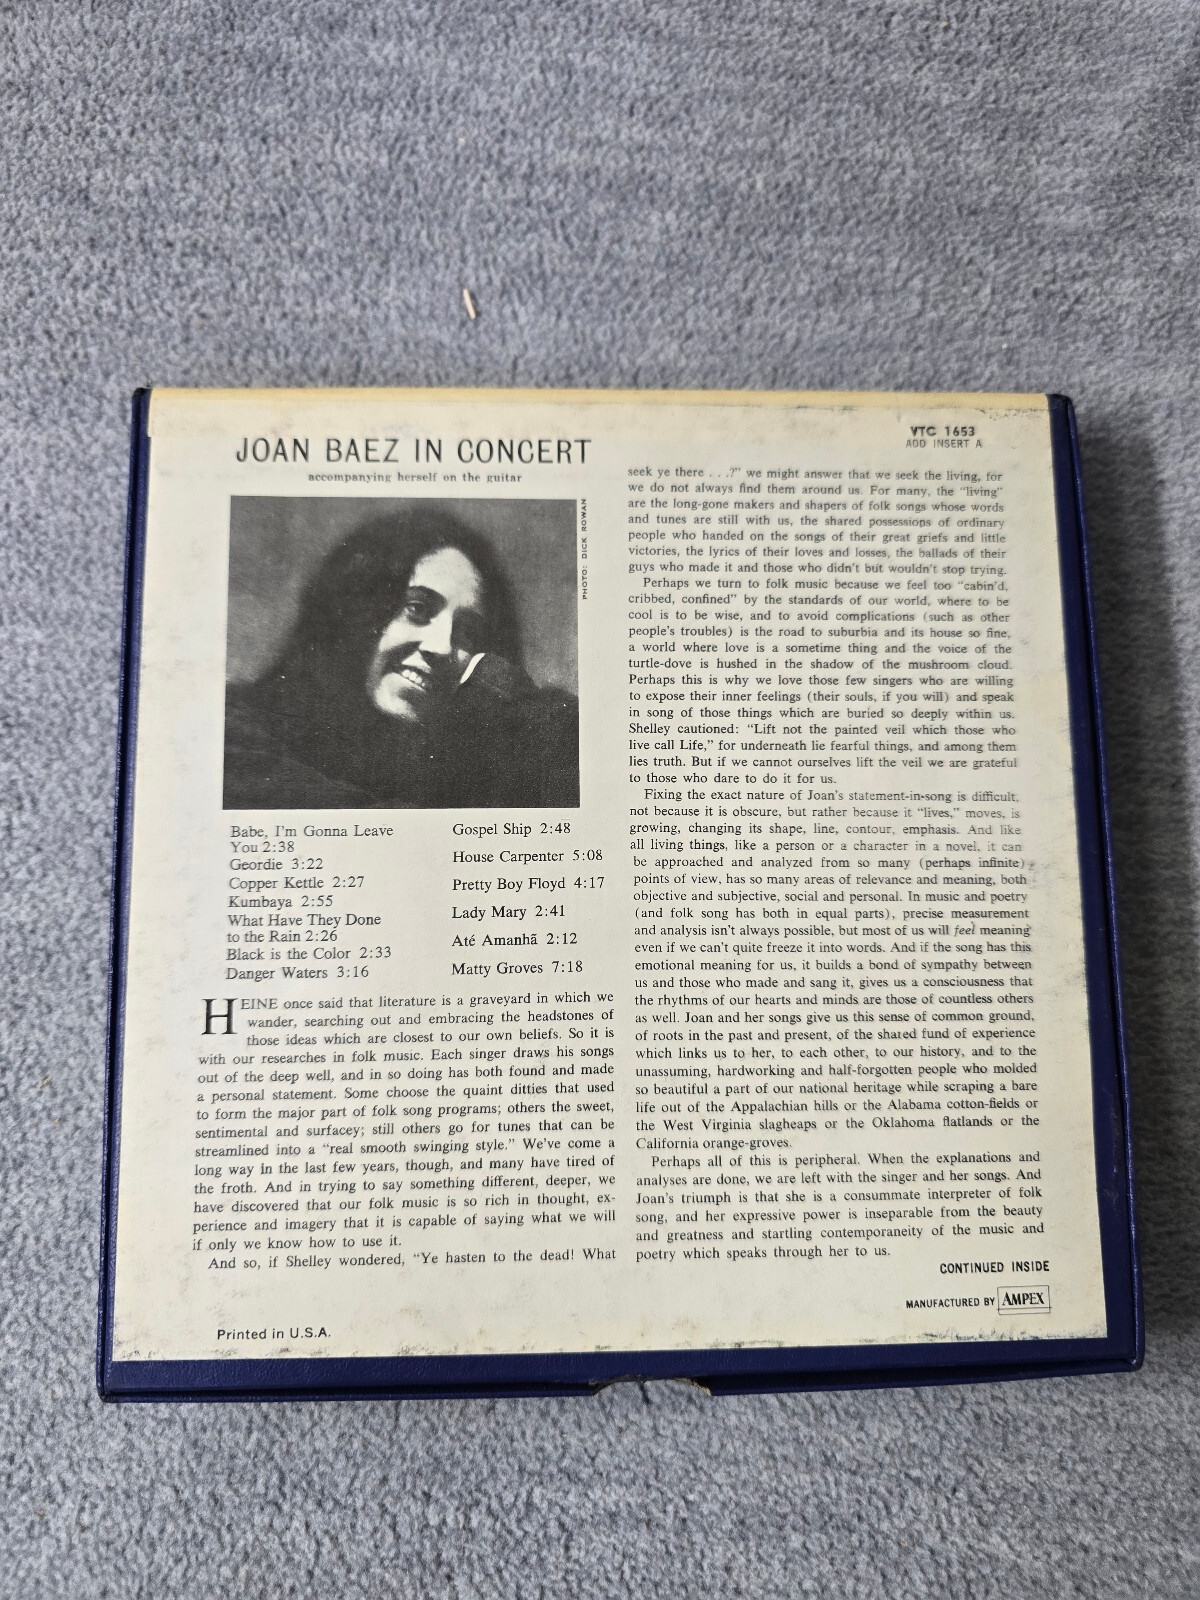 JOAN BAEZ IN CONCERT
accompanying herself on the guitar
PHOTO: DICK ROWAN
Babe, I'm Gonna Leave
You 2:38
Geordie 3:22
Copper Kettle 2:27
Kumbaya 2:55
What Have They Done
to the Rain 2:26
Black is the Color 2:33
Danger Waters 3:16
Gospel Ship 2:48
House Carpenter 5:08
Pretty Boy Floyd 4:17
Lady Mary 2:41
Até Amanhã 2:12
Matty Groves 7:18
HEINE once said that literature is a graveyard in which we
wander, searching out and embracing the headstones of
those ideas which are closest to our own beliefs. So it is
with our researches in folk music. Each singer draws his songs
out of the deep well, and in so doing has both found and made
a personal statement. Some choose the quaint ditties that used
to form the major part of folk song programs; others the sweet,
sentimental and surfacey; still others go for tunes that can be
streamlined into a "real smooth swinging style." We've come a
long way in the last few years, though, and many have tired of
the froth. And in trying to say something different, deeper, we
have discovered that our folk music is so rich in thought, ex-
perience and imagery that it is capable of saying what we will
if only we know how to use it.
And so, if Shelley wondered, "Ye hasten to the dead! What
Printed in U.S.A.
VTC 1653
ADD INSERT A
seek ye there . . .?" we might answer that we seek the living, for
we do not always find them around us. For many, the "living"
are the long-gone makers and shapers of folk songs whose words
and tunes are still with us, the shared possessions of ordinary
people who handed on the songs of their great griefs and little
victories, the lyrics of their loves and losses, the ballads of their
guys who made it and those who didn't but wouldn't stop trying.
Perhaps we turn to folk music because we feel too "cabin'd,
cribbed, confined" by the standards of our world, where to be
cool is to be wise, and to avoid complications (such as other
people's troubles) is the road to suburbia and its house so fine,
a world where love is a sometime thing and the voice of the
turtle-dove is hushed in the shadow of the mushroom cloud.
Perhaps this is why we love those few singers who are willing
to expose their inner feelings (their souls, if you will) and speak
in song of those things which are buried so deeply within us.
Shelley cautioned: "Lift not the painted veil which those who
live call Life," for underneath lie fearful things, and among them
lies truth. But if we cannot ourselves lift the veil we are grateful
to those who dare to do it for us.
Fixing the exact nature of Joan's statement-in-song is difficult,
not because it is obscure, but rather because it "lives," moves, is
growing, changing its shape, line, contour, emphasis. And like
all living things, like a person or a character in a novel, it can
be approached and analyzed from so many (perhaps infinite)
points of view, has so many areas of relevance and meaning, both
objective and subjective, social and personal. In music and poetry
(and folk song has both in equal parts), precise measurement
and analysis isn't always possible, but most of us will feel meaning
even if we can't quite freeze it into words. And if the song has this
emotional meaning for us, it builds a bond of sympathy between
us and those who made and sang it, gives us a consciousness that
the rhythms of our hearts and minds are those of countless others
as well. Joan and her songs give us this sense of common ground,
of roots in the past and present, of the shared fund of experience
which links us to her, to each other, to our history, and to the
unassuming, hardworking and half-forgotten people who molded
so beautiful a part of our national heritage while scraping a bare
life out of the Appalachian hills or the Alabama cotton-fields or
the West Virginia slagheaps or the Oklahoma flatlands or the
California orange-groves.
Perhaps all of this is peripheral. When the explanations and
analyses are done, we are left with the singer and her songs. And
Joan's triumph is that she is a consummate interpreter of folk
song, and her expressive power is inseparable from the beauty
and greatness and startling contemporaneity of the music and
poetry which speaks through her to us.
CONTINUED INSIDE
MANUFACTURED BY AMPEX